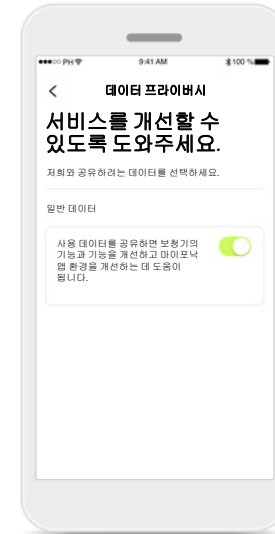 PH 9:41 AM 100 %
데이터 프라이버시
서비스를 개선할 수
있도록 도와주세요.
저희와 공유하려는 데이터를 선택하세요.
일반 데이터
사용 데이터를 공유하면 보청기의
기능과 기능을 개선하고 마이포낙
앱 환경을 개선하는 데 도움이
됩니다.